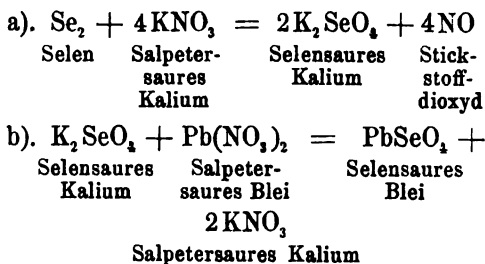 a). Se₂ + 4KNO₃ = 2K₂SeO₄ + 4NO
Selen Salpeter- Selensaures Stick-
saures Kalium stoff-
Kalium dioxyd
b). K₂SeO₄ + Pb(NO₃)₂ = PbSeO₄ +
Selensaures Salpeter- Selensaures
Kalium saures Blei Blei
2KNO₃
Salpetersaures Kalium